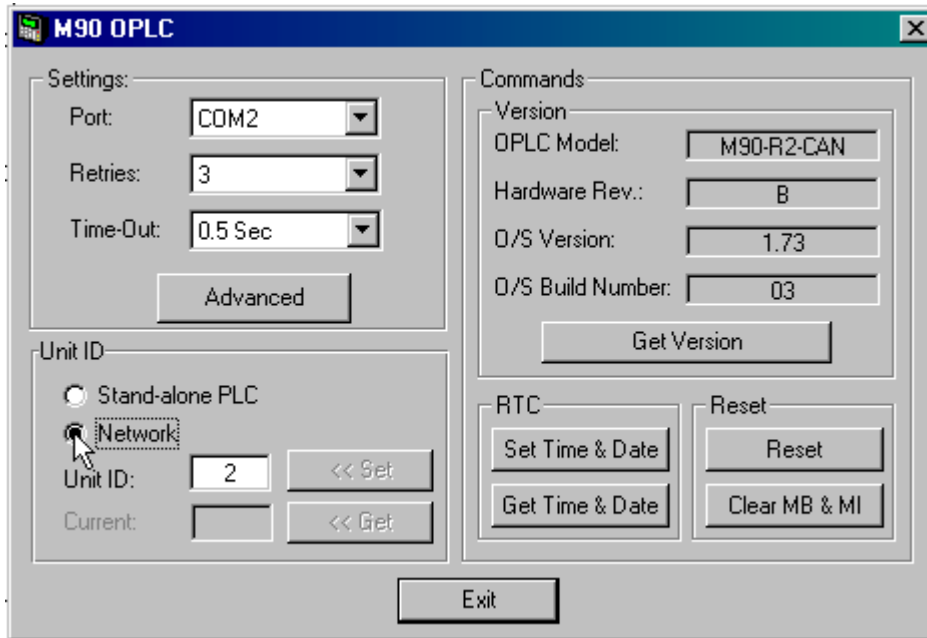 M90 OPLC
Settings:
Port: COM2
Retries: 3
Time-Out: 0.5 Sec
Advanced
Unit ID
Stand-alone PLC
Network
Unit ID: 2 << Set
Current: << Get
Commands
Version
OPLC Model: M90-R2-CAN
Hardware Rev.: B
O/S Version: 1.73
O/S Build Number: 03
Get Version
RTC
Set Time & Date
Get Time & Date
Reset
Reset
Clear MB & MI
Exit